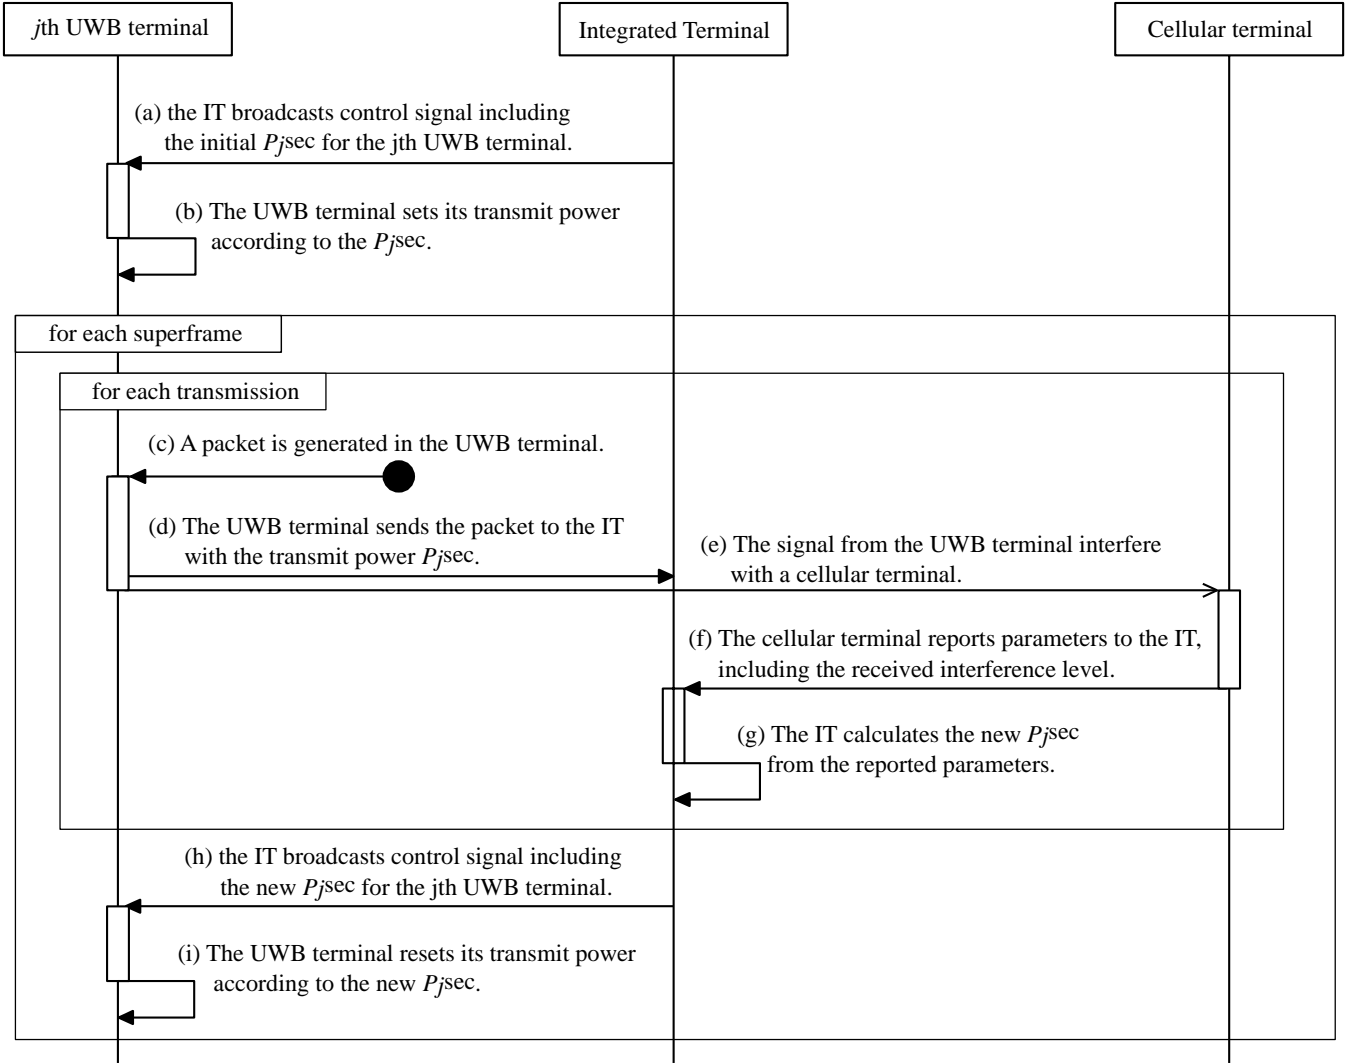 jth UWB terminal
Integrated Terminal
Cellular terminal
(a) the IT broadcasts control signal including
the initial Pjsec for the jth UWB terminal.
(b) The UWB terminal sets its transmit power
according to the Pjsec.
for each superframe
for each transmission
(c) A packet is generated in the UWB terminal.
(d) The UWB terminal sends the packet to the IT
with the transmit power Pjsec.
(e) The signal from the UWB terminal interfere
with a cellular terminal.
(f) The cellular terminal reports parameters to the IT,
including the received interference level.
(g) The IT calculates the new Pjsec
from the reported parameters.
(h) the IT broadcasts control signal including
the new Pjsec for the jth UWB terminal.
(i) The UWB terminal resets its transmit power
according to the new Pjsec.